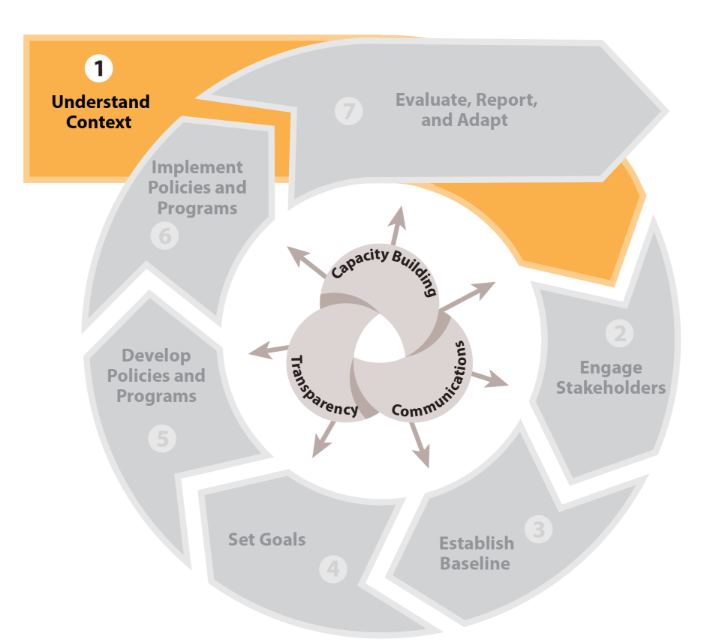 1
Understand
Context
7
Evaluate, Report,
and Adapt
Implement
Policies and
Programs
6
Capacity Building
2
Engage
Stakeholders
Develop
Policies and
Programs
5
Transparency
Communications
3
Establish
Baseline
Set Goals
4